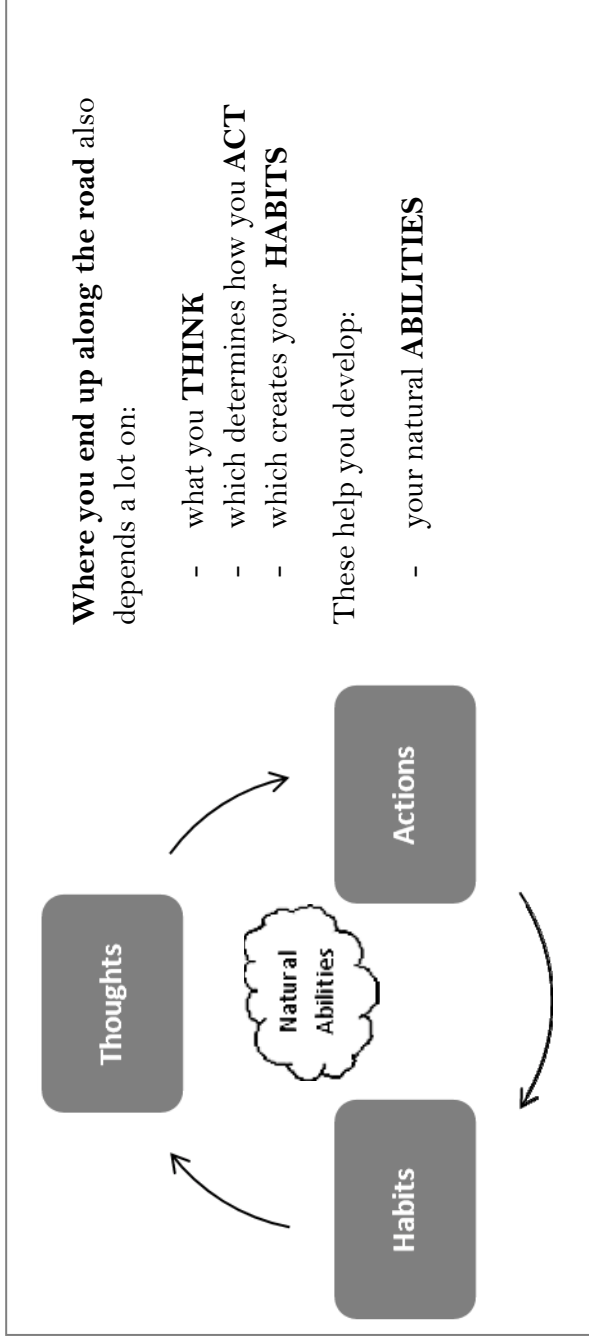 Thoughts
Natural
Abilities
Habits
Actions
Where you end up along the road also
depends a lot on:
- what you THINK
- which determines how you ACT
- which creates your HABITS
These help you develop:
- your natural ABILITIES